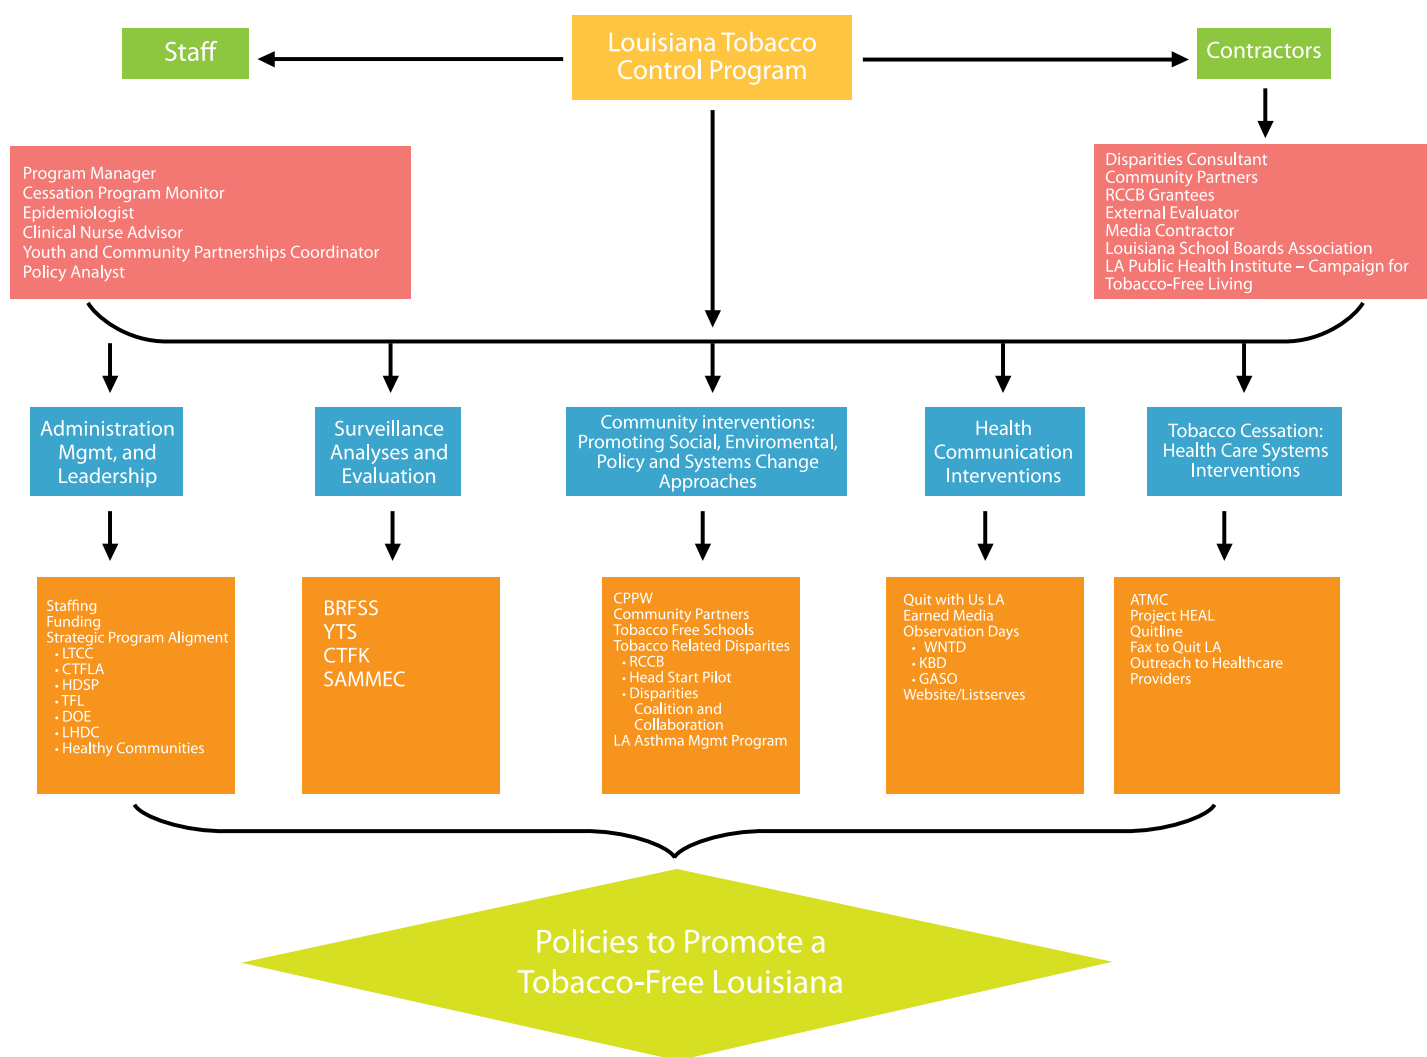 Staff
Louisiana Tobacco
Control Program
Contractors
Program Manager
Cessation Program Monitor
Epidemiologist
Clinical Nurse Advisor
Youth and Community Partnerships Coordinator
Policy Analyst
Disparities Consultant
Community Partners
RCCB Grantees
External Evaluator
Media Contractor
Louisiana School Boards Association
LA Public Health Institute – Campaign for
Tobacco-Free Living
Administration
Mgmt, and
Leadership
Surveillance
Analyses and
Evaluation
Community interventions:
Promoting Social, Enviromental,
Policy and Systems Change
Approaches
Health
Communication
Interventions
Tobacco Cessation:
Health Care Systems
Interventions
Staffing
Funding
Strategic Program Aligment
• LTCC
• CTFLA
• HDSP
• TFL
• DOE
• LHDC
• Healthy Communities
BRFSS
YTS
CTFK
SAMMEC
CPPW
Community Partners
Tobacco Free Schools
Tobacco Related Disparites
• RCCB
• Head Start Pilot
• Disparities
Coalition and
Collaboration
LA Asthma Mgmt Program
Quit with Us LA
Earned Media
Observation Days
• WNTD
• KBD
• GASO
Website/Listserves
ATMC
Project HEAL
Quitline
Fax to Quit LA
Outreach to Healthcare
Providers
Policies to Promote a
Tobacco-Free Louisiana